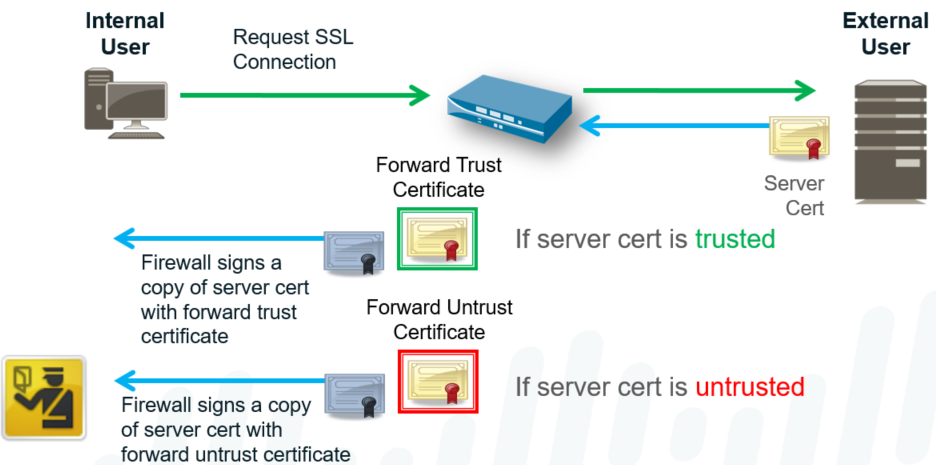 Internal
User
External
User
Request SSL
Connection
Server
Cert
Forward Trust
Certificate
If server cert is trusted
Firewall signs a
copy of server cert
with forward trust
certificate
Forward Untrust
Certificate
If server cert is untrusted
Firewall signs a copy
of server cert with
forward untrust certificate